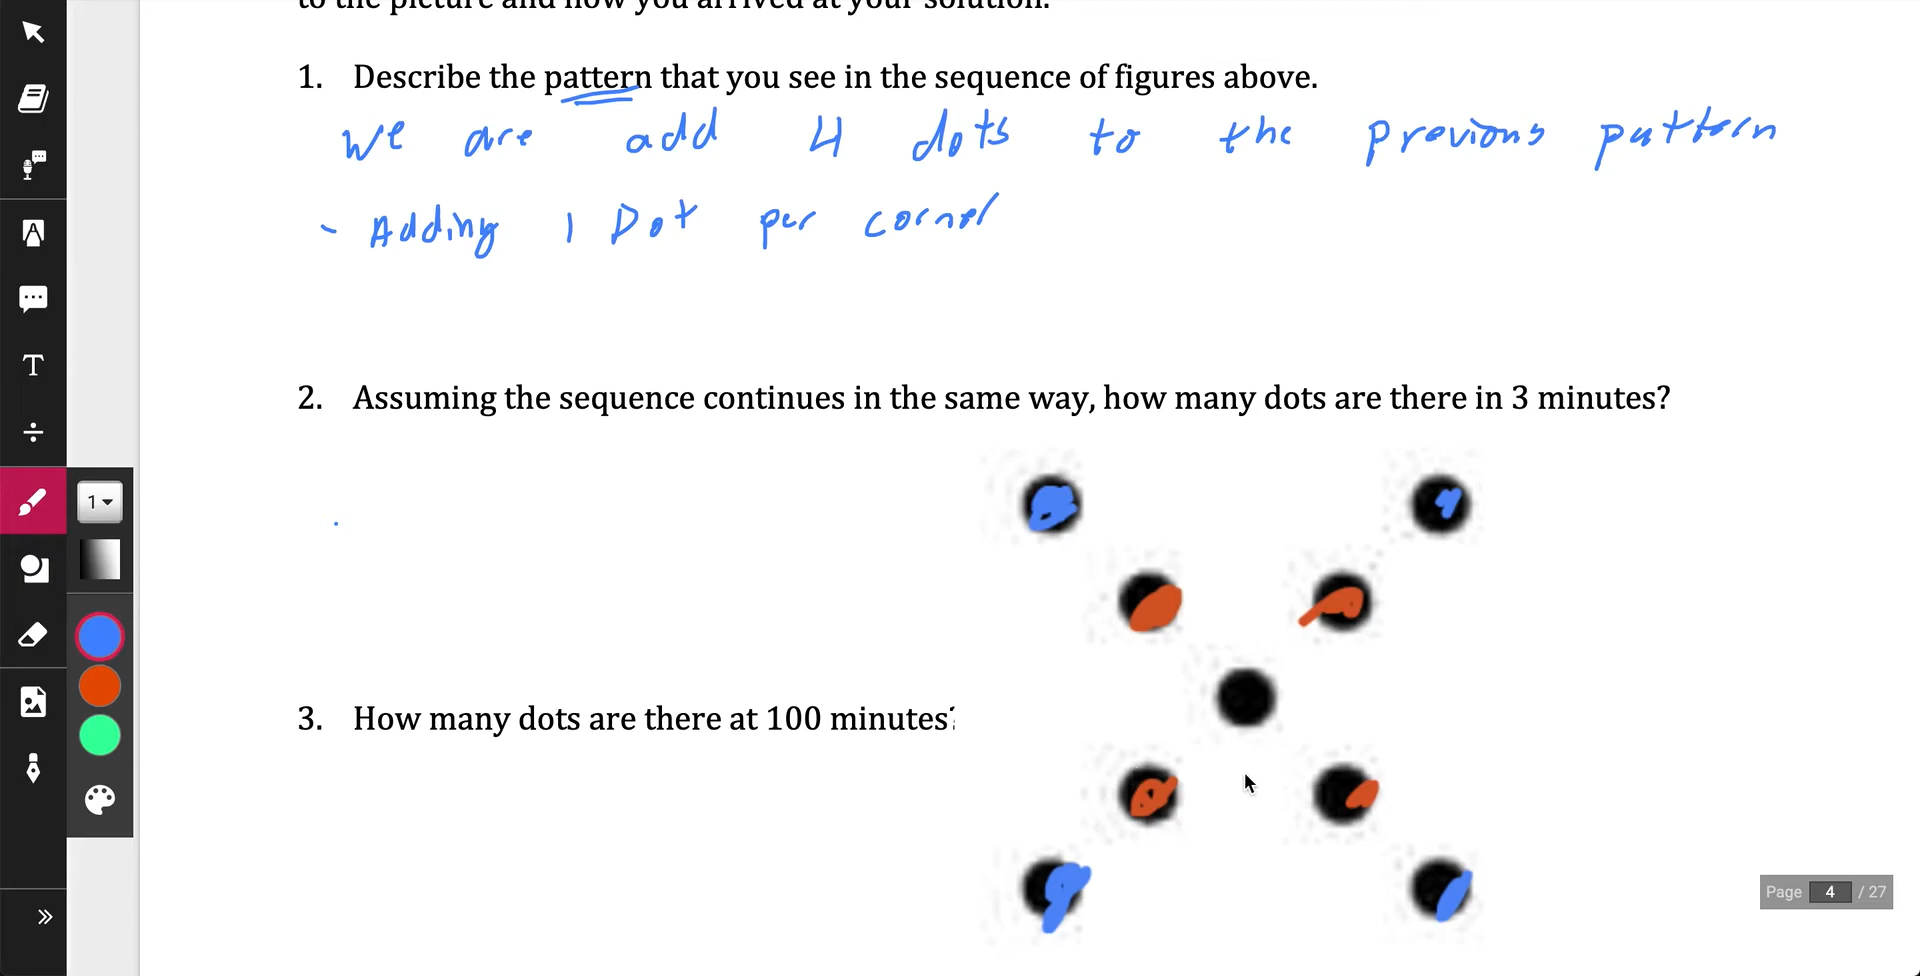 to the picture and how you arrived at your solution.
1. Describe the pattern that you see in the sequence of figures above.
We are add 4 dots to the previous pattern
- Adding 1 Dot per corner
2. Assuming the sequence continues in the same way, how many dots are there in 3 minutes?
3. How many dots are there at 100 minutes?
T
1
Page 4 / 27